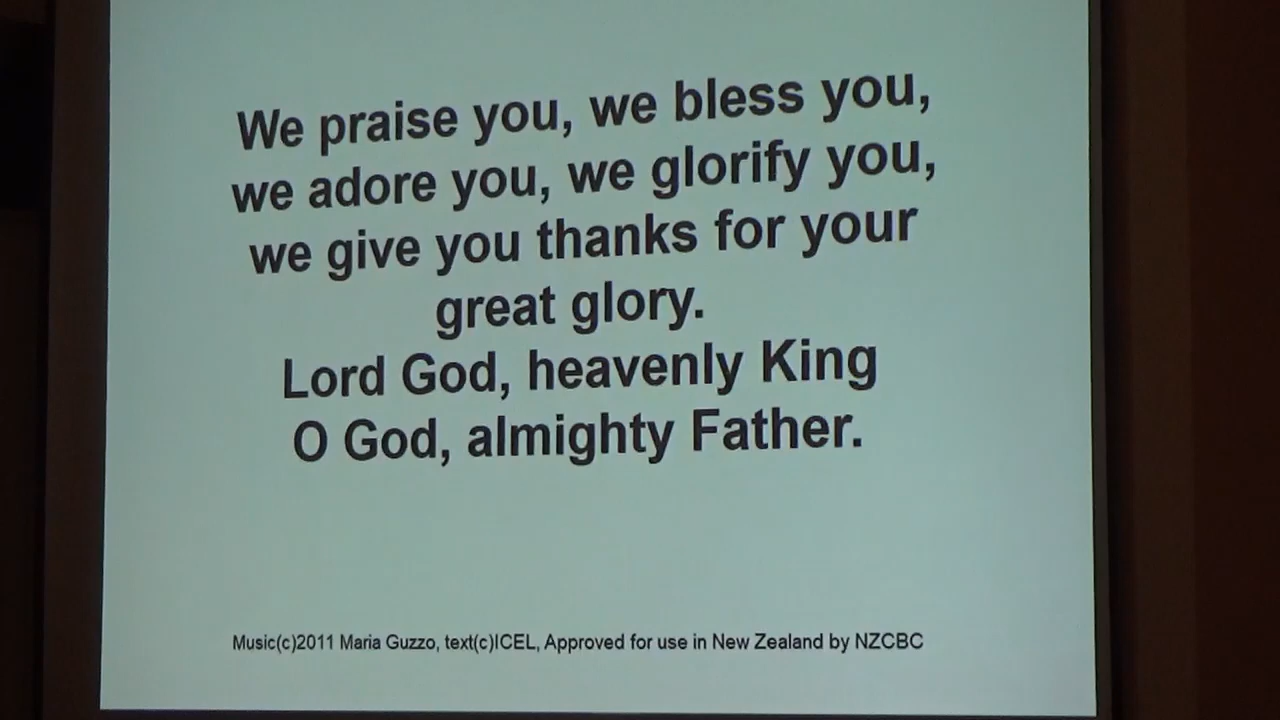 We praise you, we bless you,
we adore you, we glorify you,
we give you thanks for your
great glory.
Lord God, heavenly King
O God, almighty Father.
Music(c)2011 Maria Guzzo, text(c)ICEL, Approved for use in New Zealand by NZCBC